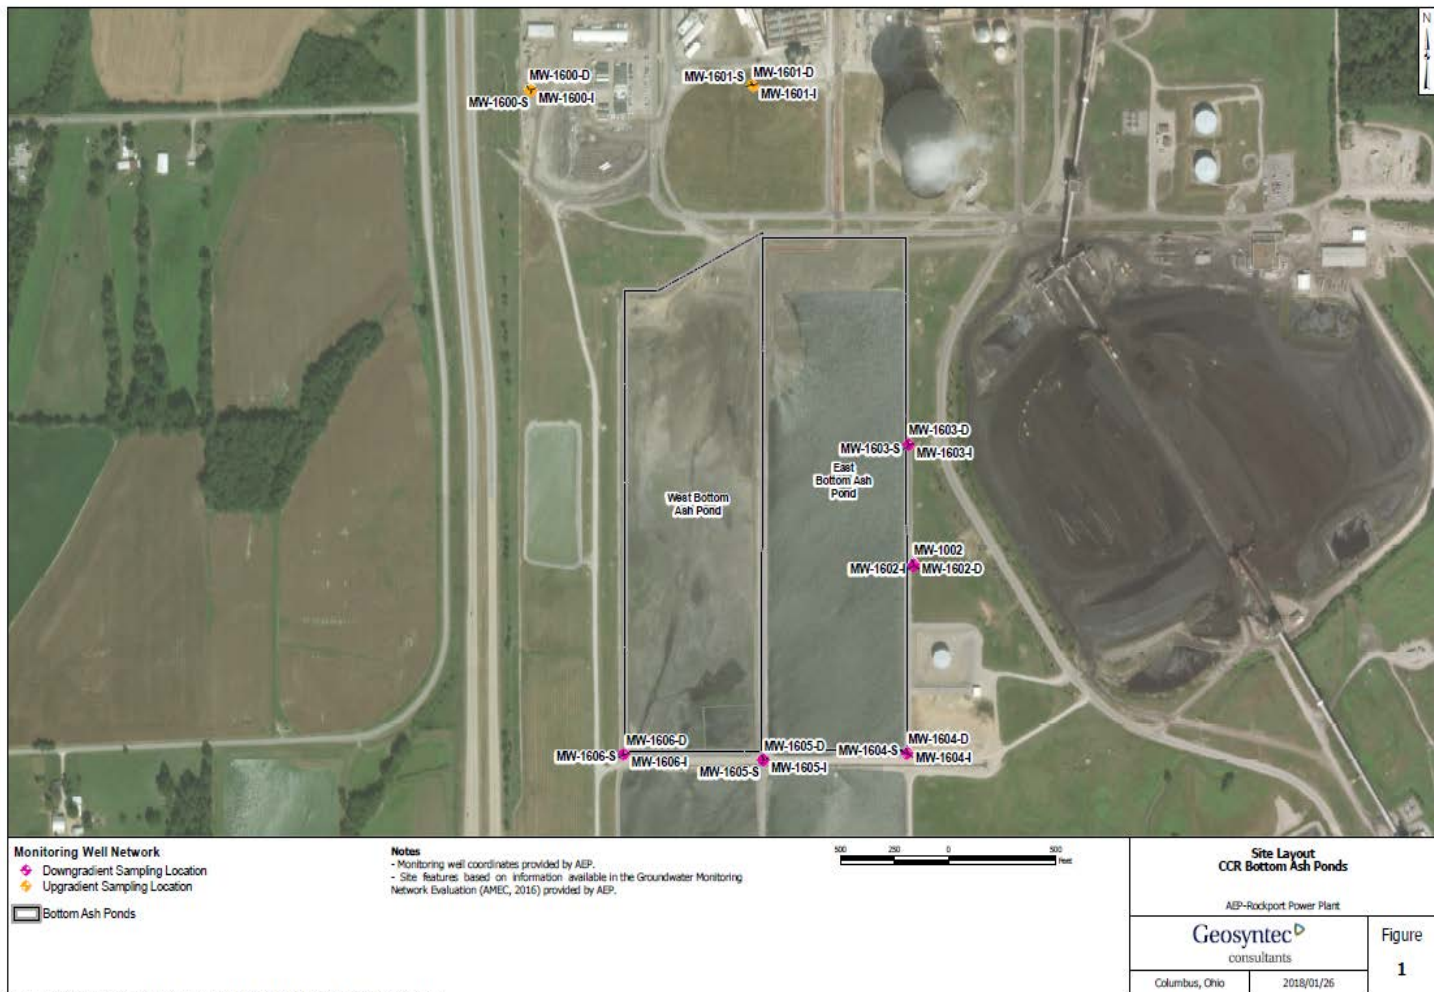 N
MW-1600-D
MW-1600-S
MW-1600-I
MW-1601-S
MW-1601-D
MW-1601-I
MW-1603-D
MW-1603-S
MW-1603-I
East
Bottom Ash
Pond
West Bottom
Ash Pond
MW-1002
MW-1602-I
MW-1602-D
MW-1606-D
MW-1606-S
MW-1606-I
MW-1605-D
MW-1605-S
MW-1605-I
MW-1604-D
MW-1604-S
MW-1604-I
Monitoring Well Network
Downgradient Sampling Location
Upgradient Sampling Location
Bottom Ash Ponds
Notes
- Monitoring well coordinates provided by AEP.
- Site features based on information available in the Groundwater Monitoring
Network Evaluation (AMEC, 2016) provided by AEP.
500 250 0 500
Feet
Site Layout
CCR Bottom Ash Ponds
AEP-Rockport Power Plant
Geosyntec
consultants
Figure
1
Columbus, Ohio
2018/01/26